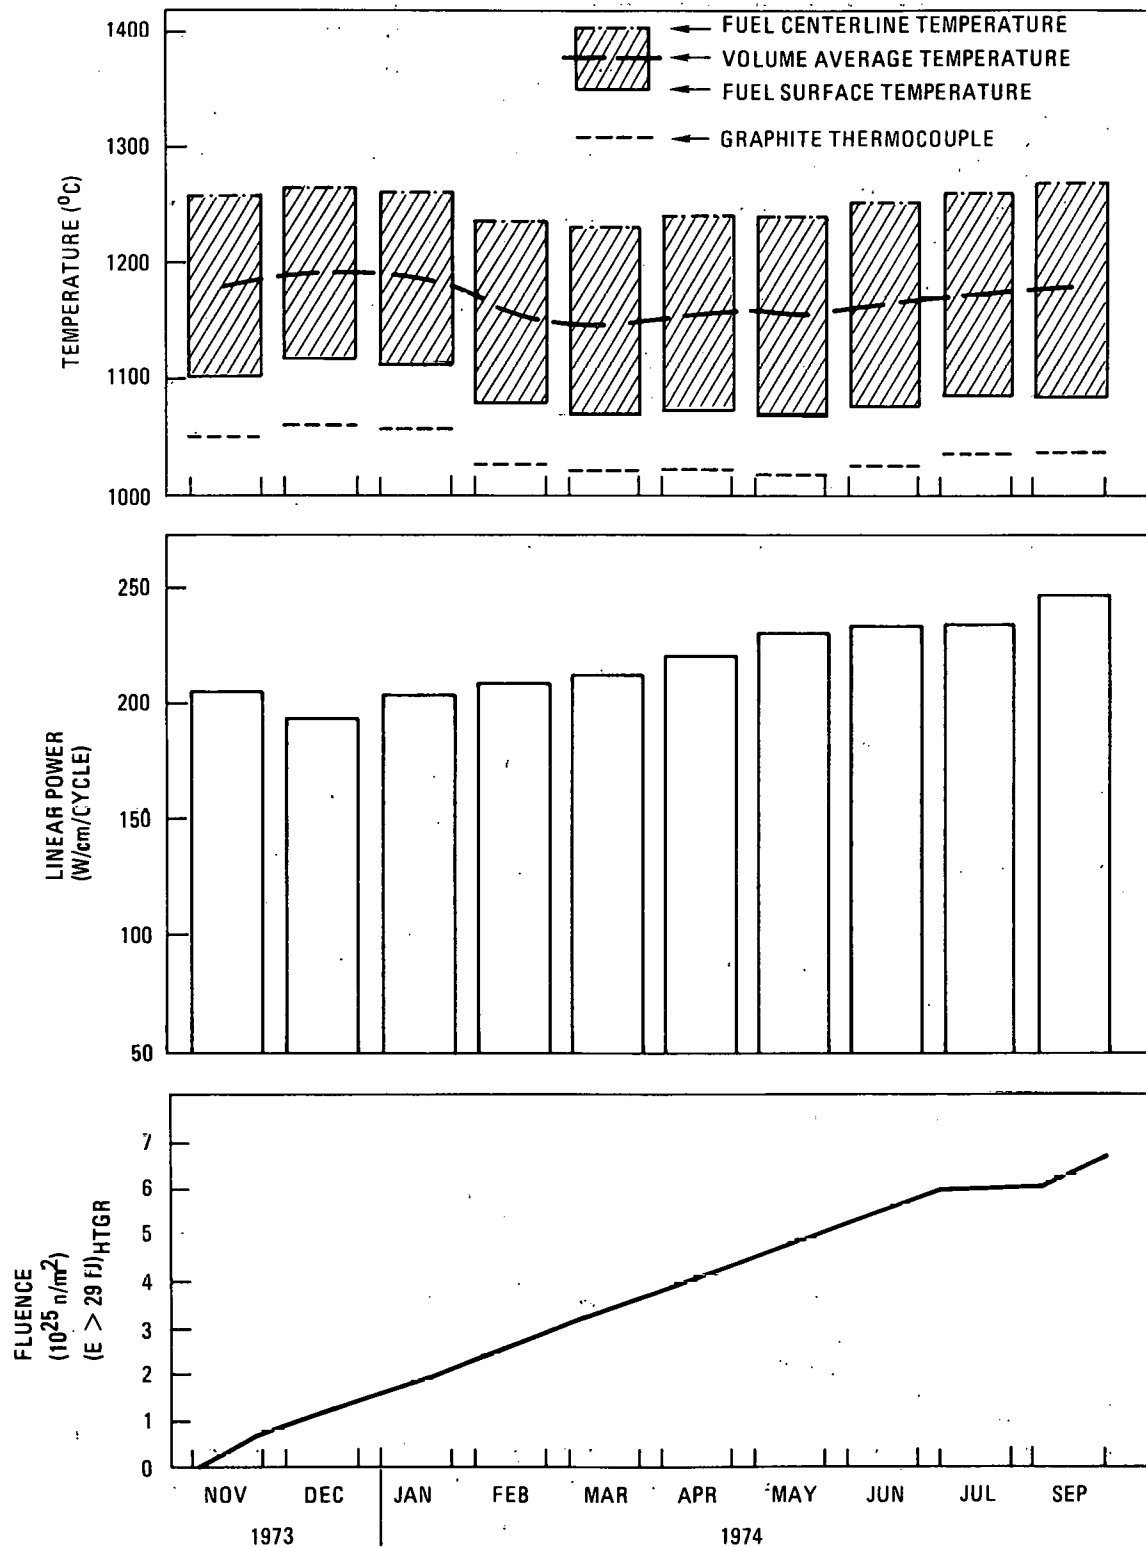 1400
1300
1200
1100
1000
TEMPERATURE (°C)
FUEL CENTERLINE TEMPERATURE
VOLUME AVERAGE TEMPERATURE
FUEL SURFACE TEMPERATURE
GRAPHITE THERMOCOUPLE
250
200
150
100
50
LINEAR POWER
(W/cm/CYCLE)
7
6
5
4
3
2
1
0
FLUENCE
(10²⁵ n/m²)
(E > 29 fJ)HTGR
NOV DEC JAN FEB MAR APR MAY JUN JUL SEP
1973 1974